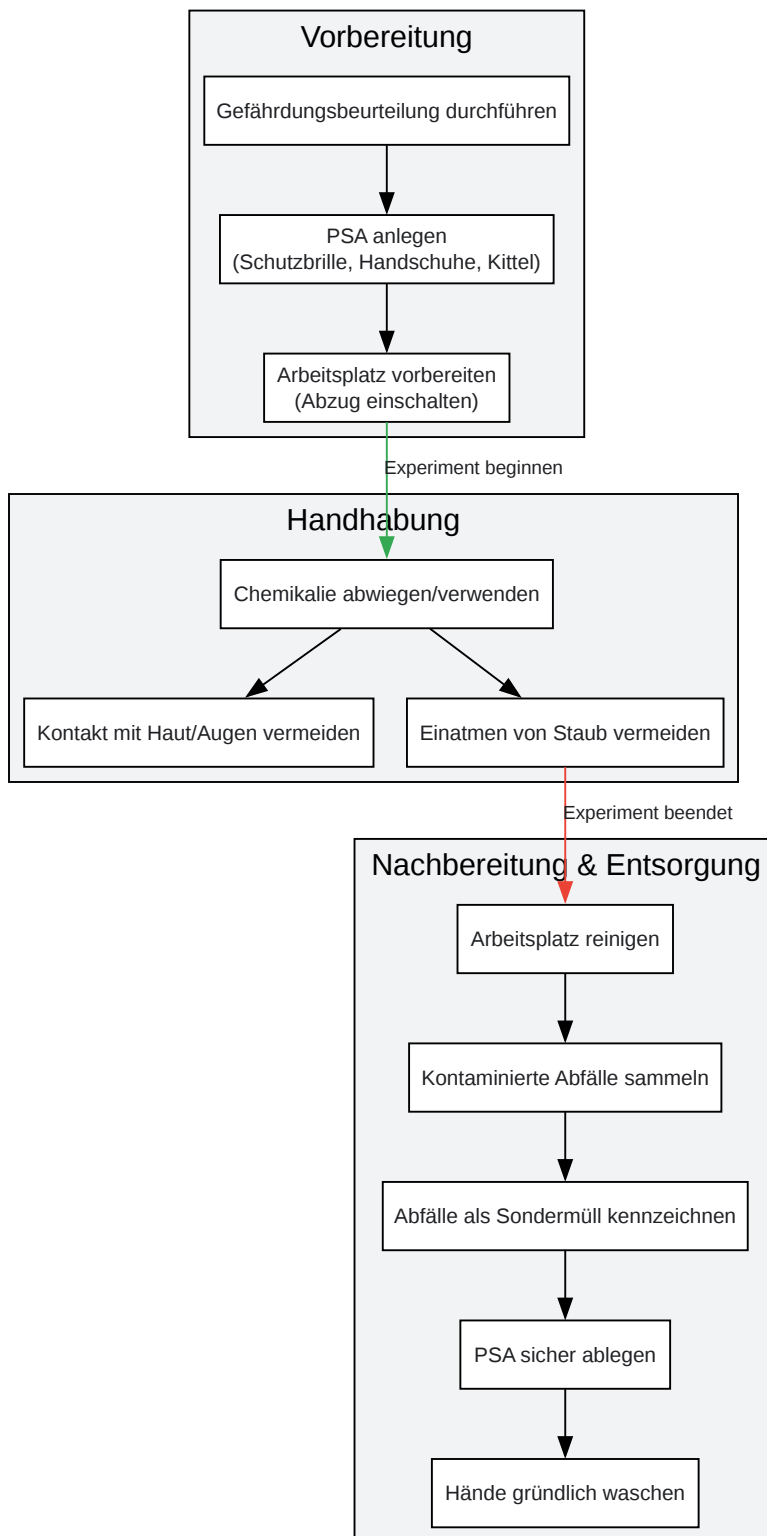 Vorbereitung
Gefährdungsbeurteilung durchführen
PSA anlegen
(Schutzbrille, Handschuhe, Kittel)
Arbeitsplatz vorbereiten
(Abzug einschalten)
Experiment beginnen
Handhabung
Chemikalie abwiegen/verwenden
Kontakt mit Haut/Augen vermeiden
Einatmen von Staub vermeiden
Experiment beendet
Nachbereitung & Entsorgung
Arbeitsplatz reinigen
Kontaminierte Abfälle sammeln
Abfälle als Sondermüll kennzeichnen
PSA sicher ablegen
Hände gründlich waschen